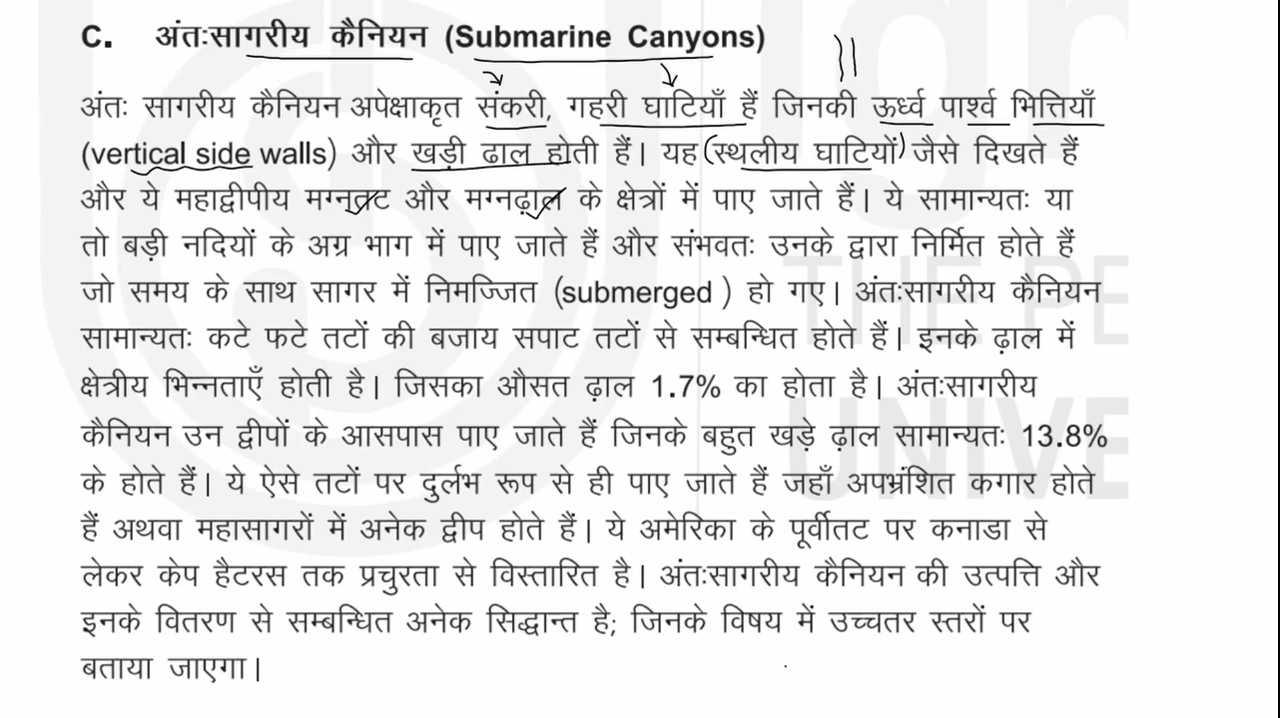 C. अंतःसागरीय कैनियन (Submarine Canyons)
अंतः सागरीय कैनियन अपेक्षाकृत संकरी, गहरी घाटियाँ हैं जिनकी ऊर्ध्व पार्श्व भित्तियाँ
(vertical side walls) और खड़ी ढाल होती हैं। यह (स्थलीय घाटियों) जैसे दिखते हैं
और ये महाद्वीपीय मग्नतट और मग्नढ़ाल के क्षेत्रों में पाए जाते हैं। ये सामान्यतः या
तो बड़ी नदियों के अग्र भाग में पाए जाते हैं और संभवतः उनके द्वारा निर्मित होते हैं
जो समय के साथ सागर में निमज्जित (submerged ) हो गए। अंतःसागरीय कैनियन
सामान्यतः कटे फटे तटों की बजाय सपाट तटों से सम्बन्धित होते हैं। इनके ढ़ाल में
क्षेत्रीय भिन्नताएँ होती है। जिसका औसत ढ़ाल 1.7% का होता है। अंतःसागरीय
कैनियन उन द्वीपों के आसपास पाए जाते हैं जिनके बहुत खड़े ढ़ाल सामान्यतः 13.8%
के होते हैं। ये ऐसे तटों पर दुर्लभ रूप से ही पाए जाते हैं जहाँ अपभ्रंशित कगार होते
हैं अथवा महासागरों में अनेक द्वीप होते हैं। ये अमेरिका के पूर्वीतट पर कनाडा से
लेकर केप हैटरस तक प्रचुरता से विस्तारित है। अंतःसागरीय कैनियन की उत्पत्ति और
इनके वितरण से सम्बन्धित अनेक सिद्धान्त है; जिनके विषय में उच्चतर स्तरों पर
बताया जाएगा।
THE PE
UNIVE